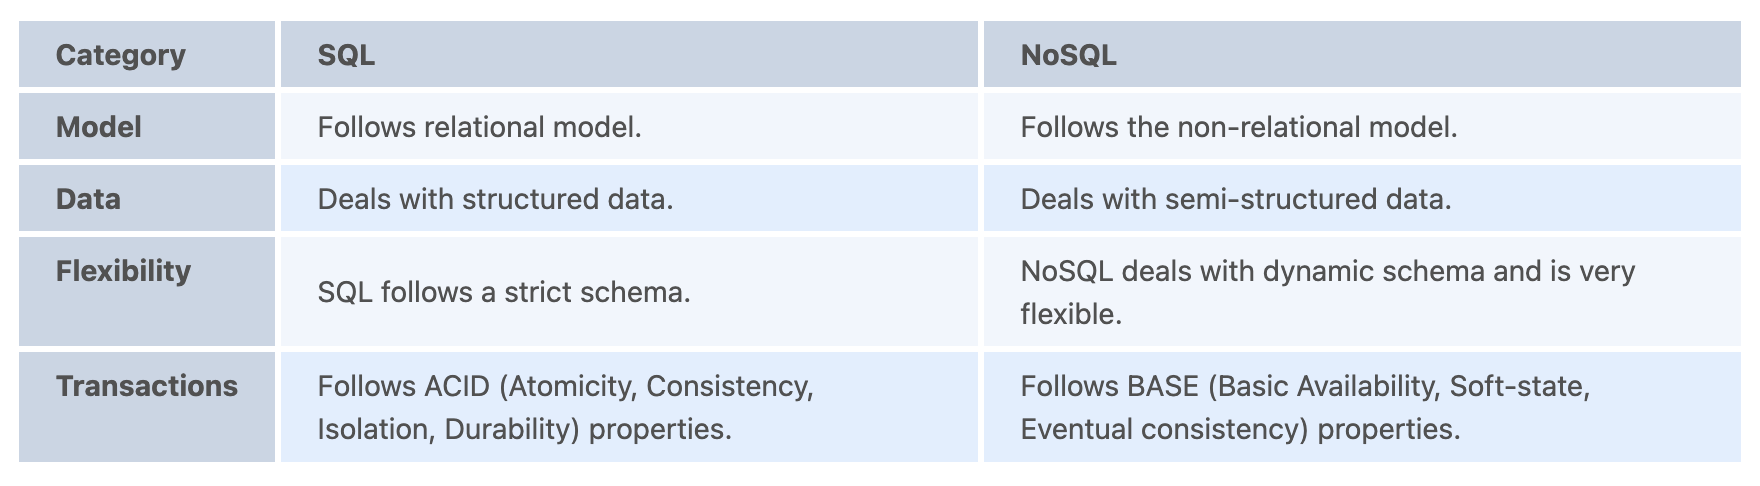 Category SQL NoSQL
Model Follows relational model. Follows the non-relational model.
Data Deals with structured data. Deals with semi-structured data.
Flexibility SQL follows a strict schema. NoSQL deals with dynamic schema and is very
flexible.
Transactions Follows ACID (Atomicity, Consistency,
Isolation, Durability) properties.
Follows BASE (Basic Availability, Soft-state,
Eventual consistency) properties.